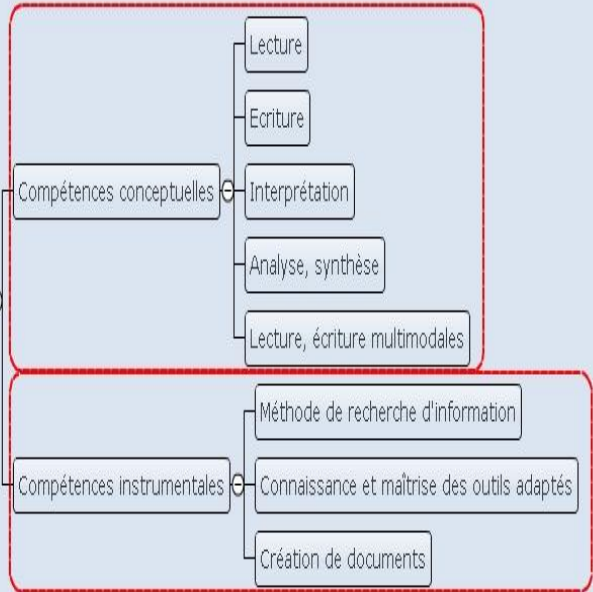 Compétences conceptuelles
Lecture
Ecriture
Interprétation
Analyse, synthèse
Lecture, écriture multimodales
Compétences instrumentales
Méthode de recherche d'information
Connaissance et maîtrise des outils adaptés
Création de documents